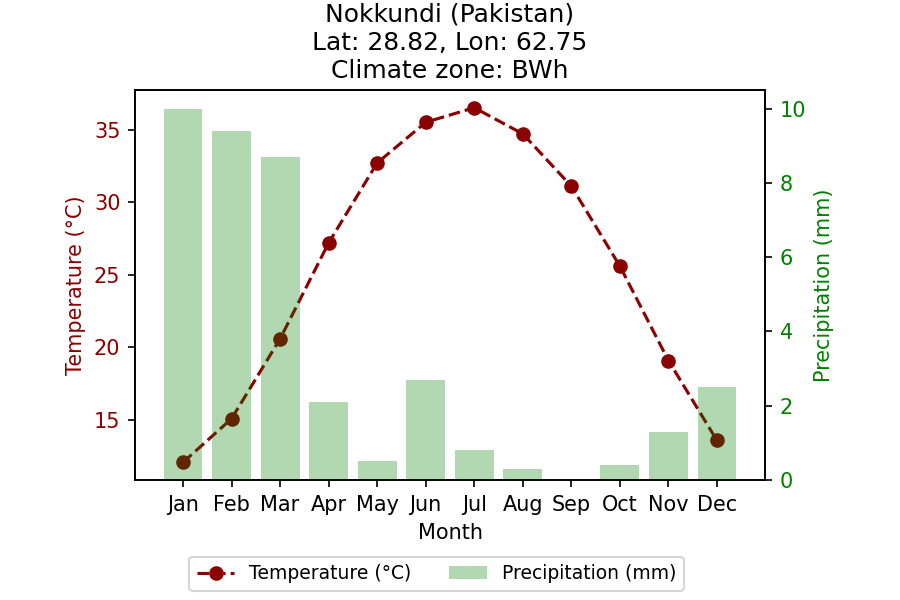 Nokkundi (Pakistan)
Lat: 28.82, Lon: 62.75
Climate zone: BWh
35
30
25
20
15
Temperature (°C)
10
8
6
4
2
0
Precipitation (mm)
Jan Feb Mar Apr May Jun Jul Aug Sep Oct Nov Dec
Month
Temperature (°C) Precipitation (mm)